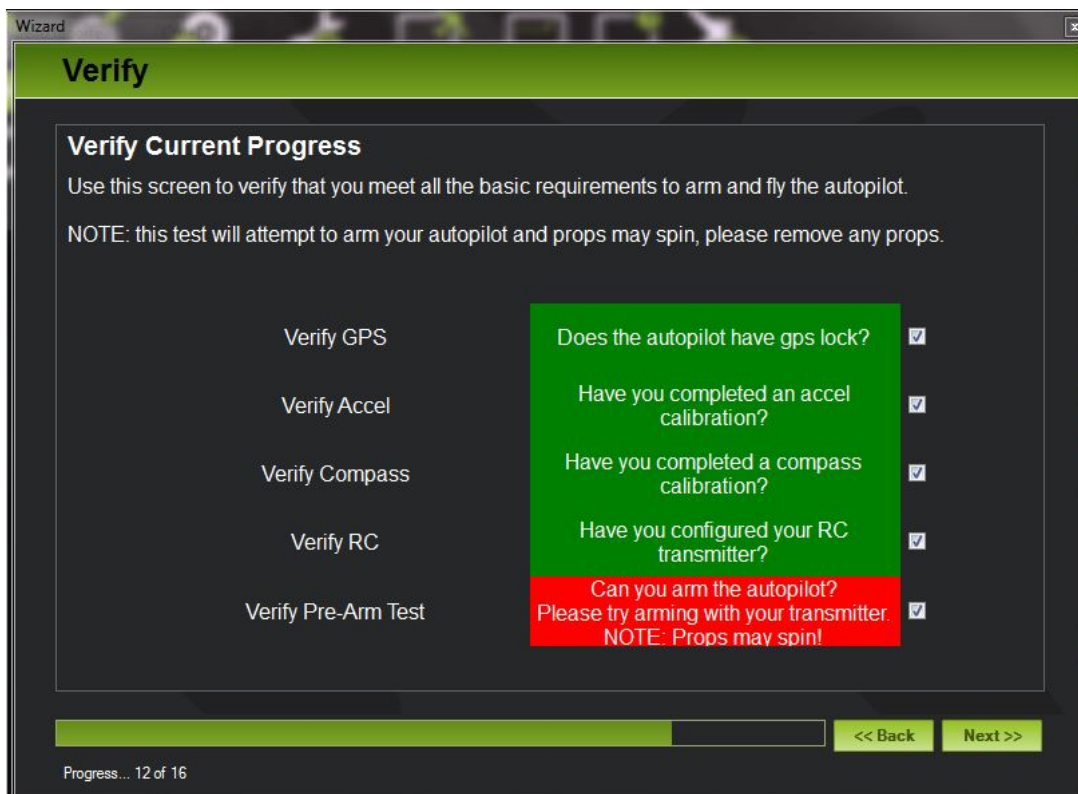 Wizard
Verify
Verify Current Progress
Use this screen to verify that you meet all the basic requirements to arm and fly the autopilot.
NOTE: this test will attempt to arm your autopilot and props may spin, please remove any props.
Verify GPS
Does the autopilot have gps lock?
Verify Accel
Have you completed an accel
calibration?
Verify Compass
Have you completed a compass
calibration?
Verify RC
Have you configured your RC
transmitter?
Verify Pre-Arm Test
Can you arm the autopilot?
Please try arming with your transmitter.
NOTE: Props may spin!
<< Back
Next >>
Progress... 12 of 16